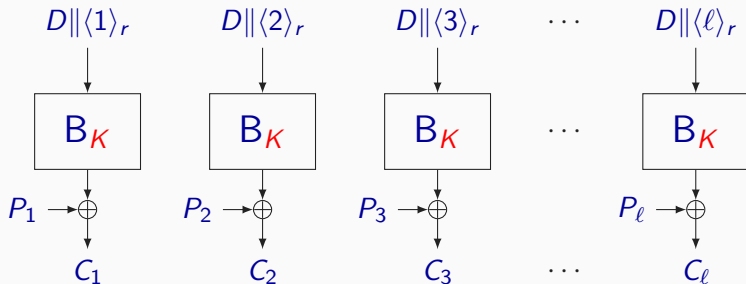 D∥⟨1⟩r D∥⟨2⟩r D∥⟨3⟩r ··· D∥⟨ℓ⟩r
B_K B_K B_K ··· B_K
P₁ P₂ P₃ P_ℓ
C₁ C₂ C₃ ··· C_ℓ